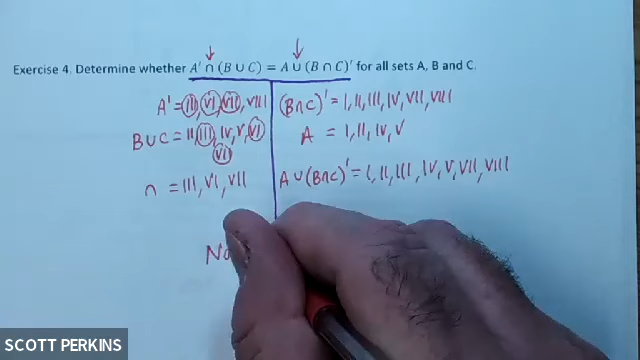 Exercise 4. Determine whether A′ ∩ (B ∪ C) = A ∪ (B ∩ C)′ for all sets A, B and C.
A' = III, VI, VII, VIII
B∪C = II, III, IV, V, VI, VII
∩ = III, VI, VII
(B∩C)' = I, II, III, IV, VII, VIII
A = I, II, IV, V
A∪(B∩C)' = I, II, III, IV, V, VII, VIII
No
SCOTT PERKINS